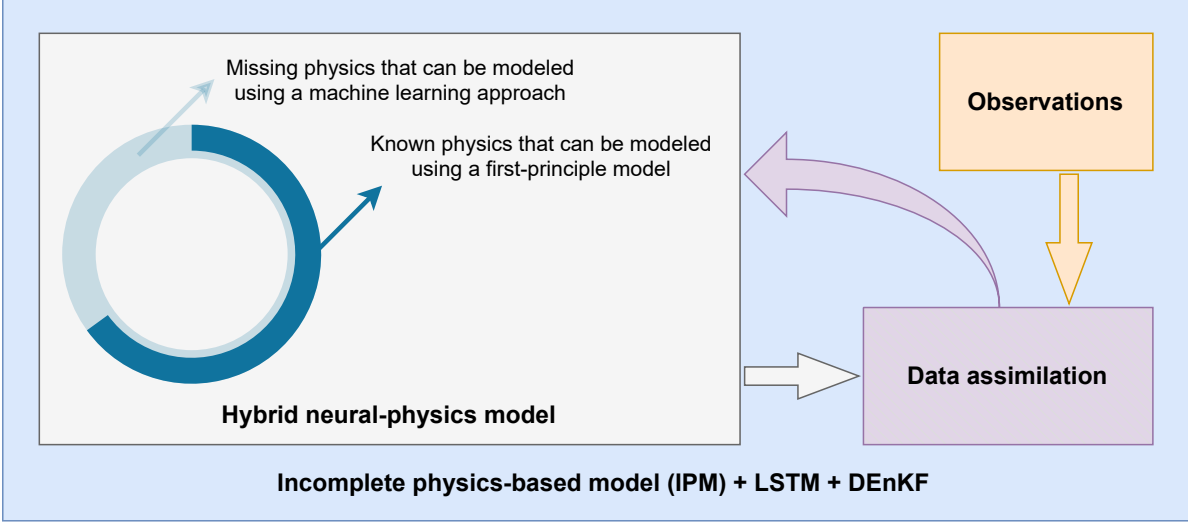 Missing physics that can be modeled
using a machine learning approach
Known physics that can be modeled
using a first-principle model
Hybrid neural-physics model
Observations
Data assimilation
Incomplete physics-based model (IPM) + LSTM + DEnKF